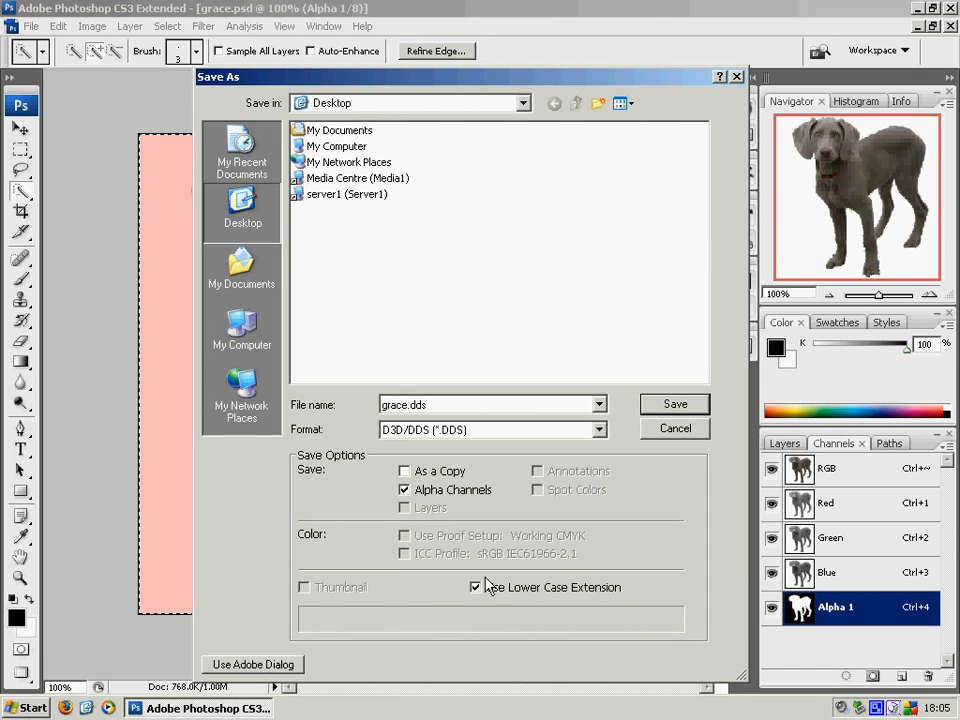 Adobe Photoshop CS3 Extended - [grace.psd @ 100% (Alpha 1/8)]
File Edit Image Layer Select Filter Analysis View Window Help
Brush: 3 Sample All Layers Auto-Enhance Refine Edge... Workspace
Save As
Save in: Desktop
My Recent Documents
Desktop
My Documents
My Computer
My Network Places
My Documents
My Computer
My Network Places
Media Centre (Media1)
server1 (Server1)
File name: grace.dds Save
Format: D3D/DDS (*.DDS) Cancel
Save Options
Save: As a Copy Annotations
Alpha Channels Spot Colors
Layers
Color: Use Proof Setup: Working CMYK
ICC Profile: sRGB IEC61966-2.1
Thumbnail Use Lower Case Extension
Use Adobe Dialog
Ps
T
Navigator Histogram Info
100%
Color Swatches Styles
K 100 %
Layers Channels Paths
RGB Ctrl+~
Red Ctrl+1
Green Ctrl+2
Blue Ctrl+3
Alpha 1 Ctrl+4
100% Doc: 768.0K/1.00M
Start Ps Adobe Photoshop CS3... 18:05